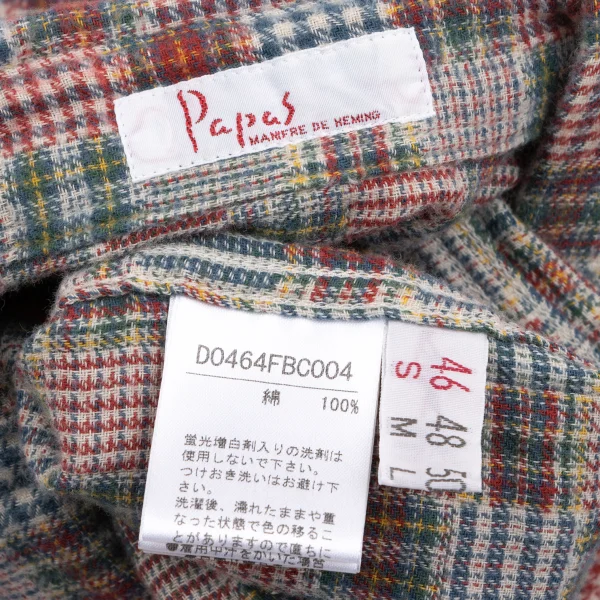 Papas
MANIFRE DE HEMING
D0464FBC004
綿 100%
蛍光増白剤入りの洗剤は
使用しないで下さい。
つけおき洗いはお避け下
さい。
洗濯後、濡れたままや重
なった状態で色の移るこ
とがありますので直ちに
46 48 50
S M L